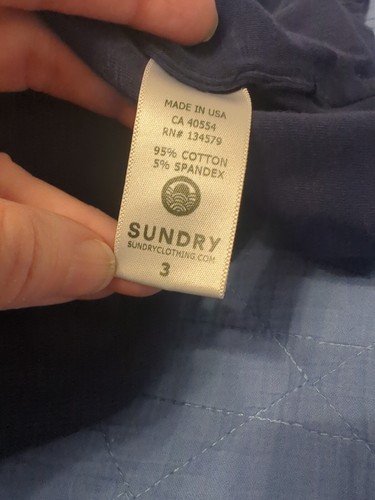 MADE IN USA
CA 40554
RN# 134579
95% COTTON
5% SPANDEX
SUNDRY
SUNDRYCLOTHING.COM
3